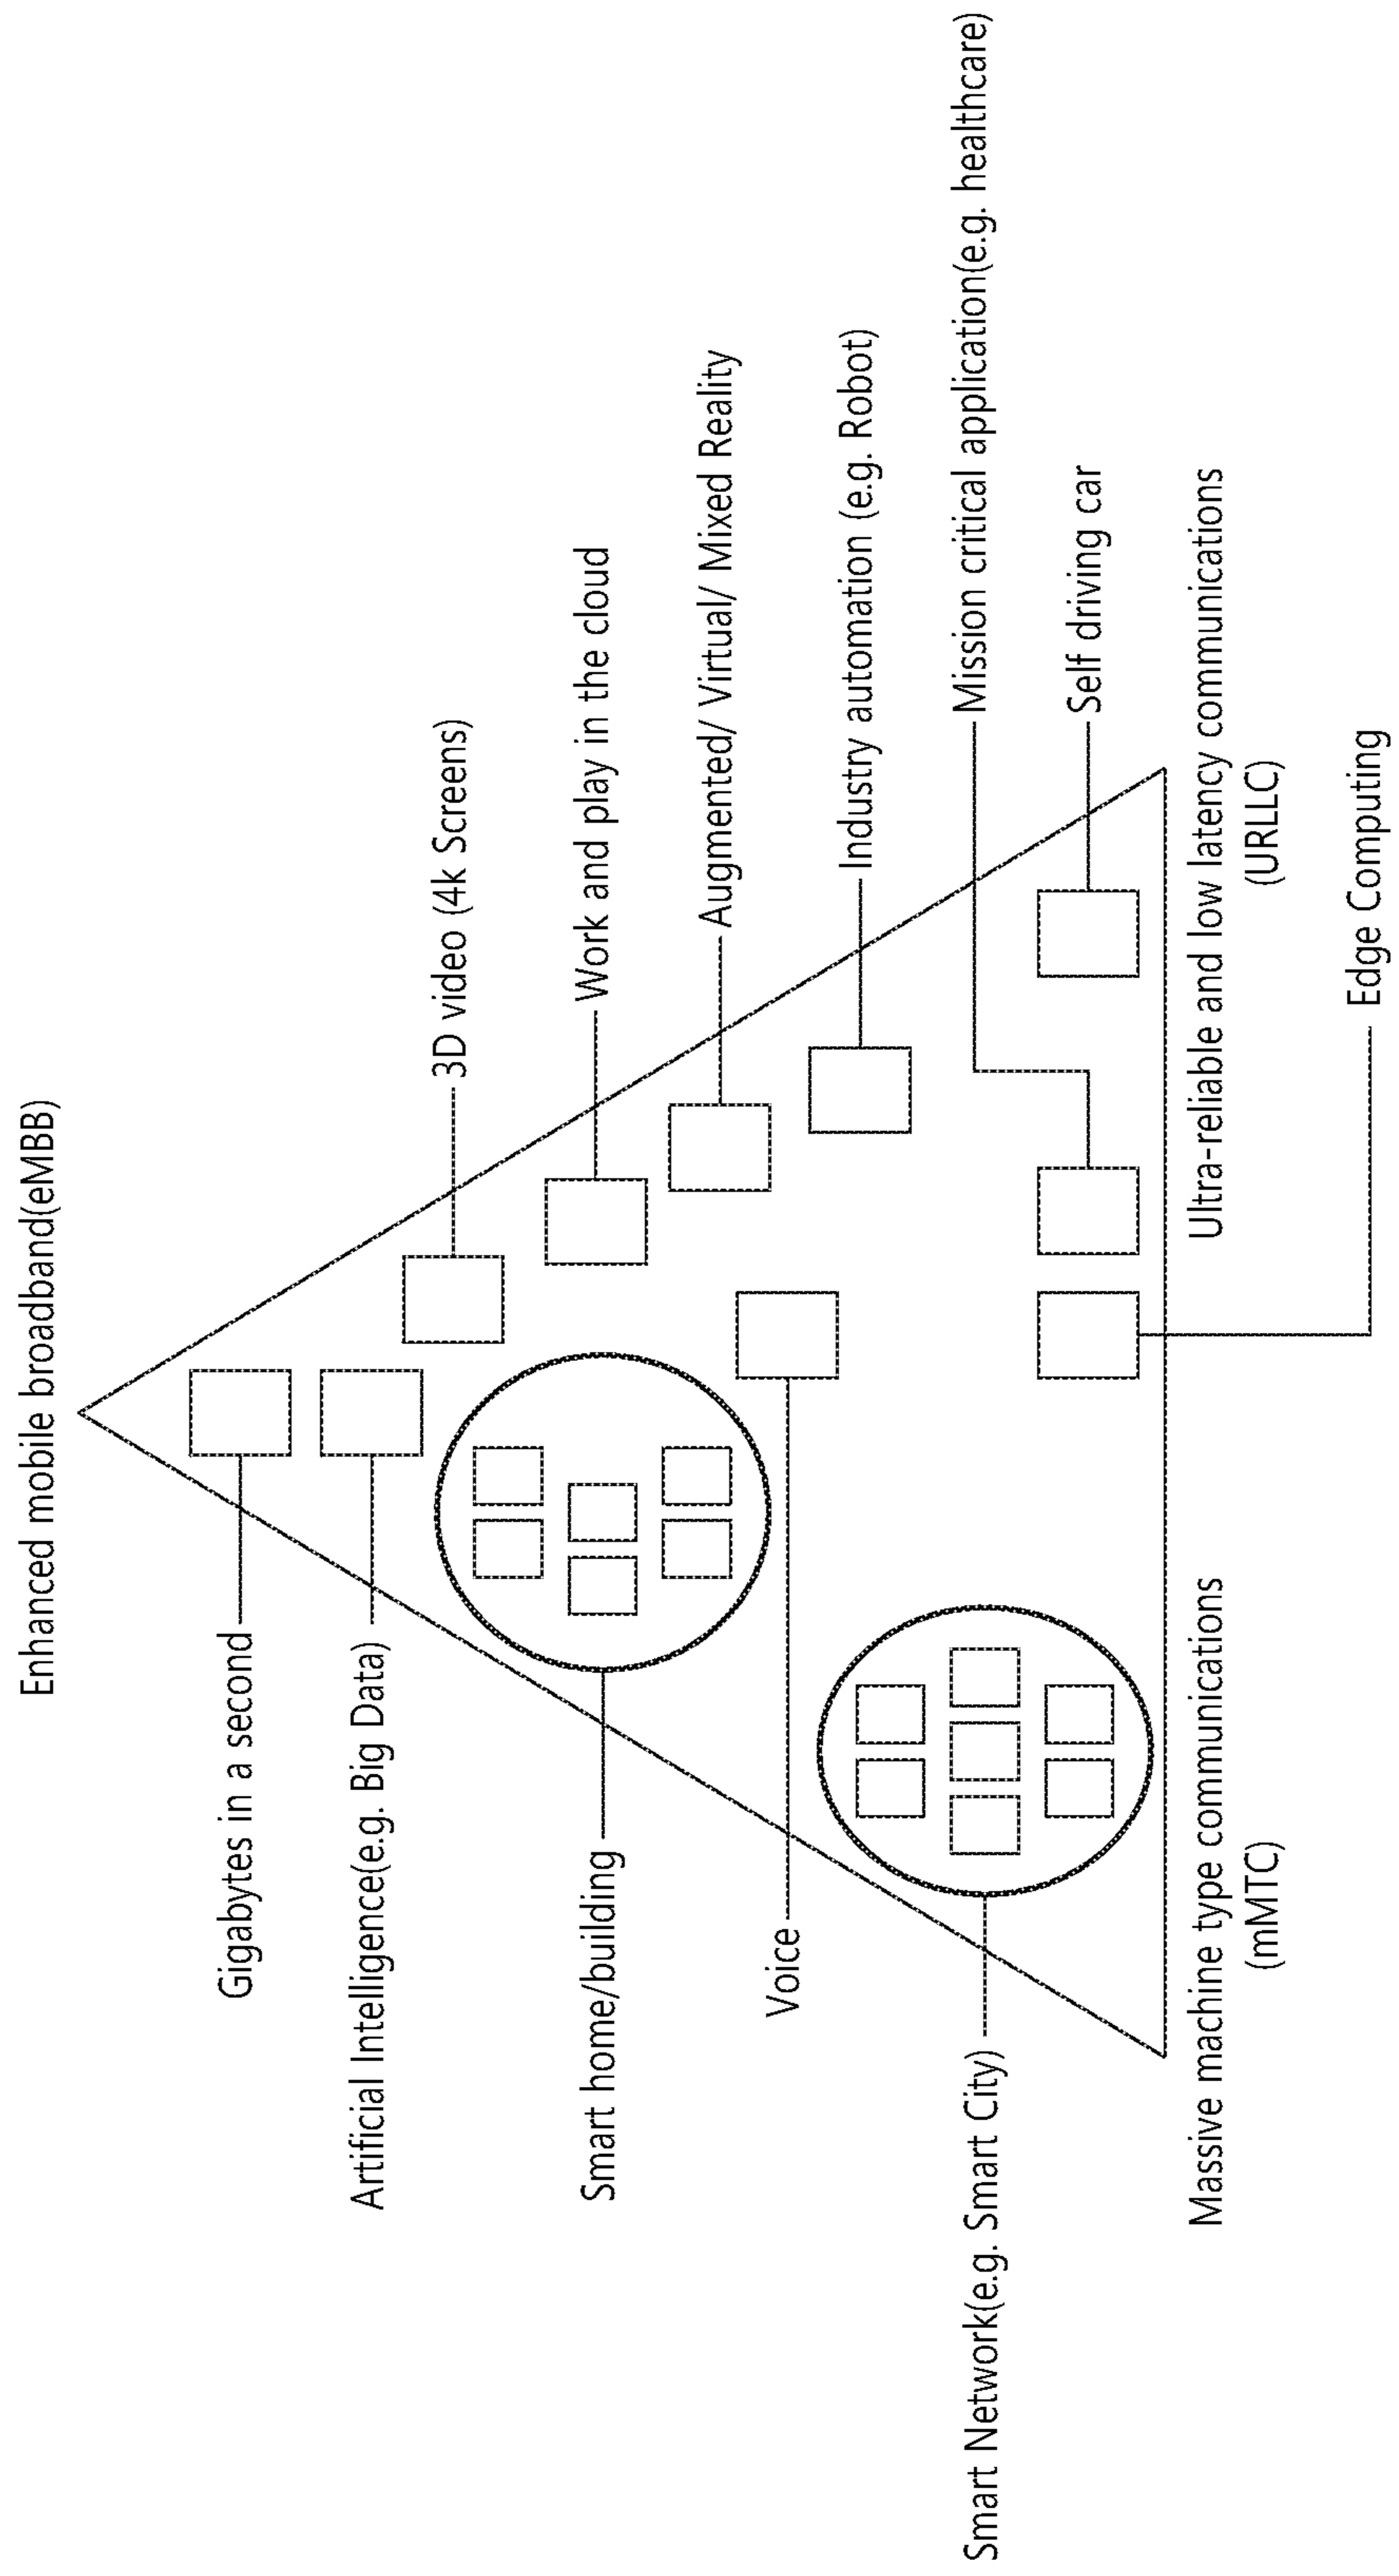 Enhanced mobile broadband(eMBB)
Gigabytes in a second
Artificial Intelligence(e.g. Big Data)
3D video (4k Screens)
Smart home/building
Work and play in the cloud
Augmented/ Virtual/ Mixed Reality
Voice
Industry automation (e.g. Robot)
Smart Network(e.g. Smart City)
Mission critical application(e.g. healthcare)
Self driving car
Massive machine type communications
(mMTC)
Ultra-reliable and low latency communications
(URLLC)
Edge Computing